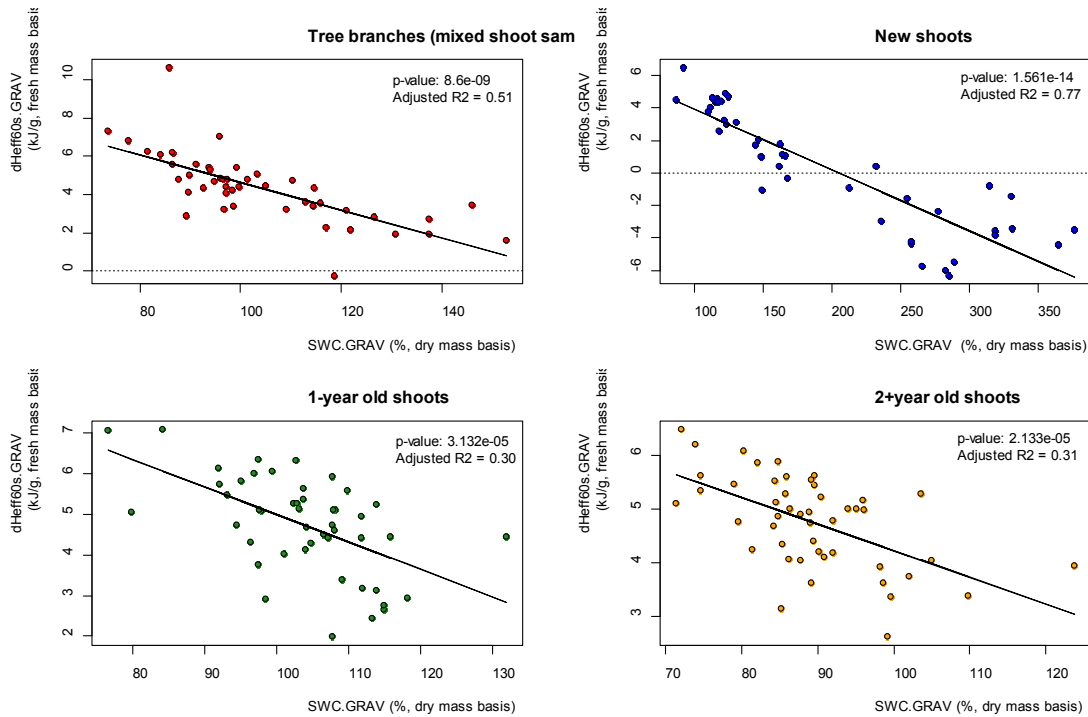 Tree branches (mixed shoot sam
p-value: 8.6e-09
Adjusted R2 = 0.51
dHeff60s.GRAV
(kJ/g, fresh mass basis
0 2 4 6 8 10
80 100 120 140
SWC.GRAV (%, dry mass basis)
New shoots
p-value: 1.561e-14
Adjusted R2 = 0.77
dHeff60s.GRAV
(kJ/g, fresh mass basis
-6 -4 -2 0 2 4 6
100 150 200 250 300 350
SWC.GRAV (%, dry mass basis)
1-year old shoots
p-value: 3.132e-05
Adjusted R2 = 0.30
dHeff60s.GRAV
(kJ/g, fresh mass basis
2 3 4 5 6 7
80 90 100 110 120 130
SWC.GRAV (%, dry mass basis)
2+year old shoots
p-value: 2.133e-05
Adjusted R2 = 0.31
dHeff60s.GRAV
(kJ/g, fresh mass basis
3 4 5 6
70 80 90 100 110 120
SWC.GRAV (%, dry mass basis)